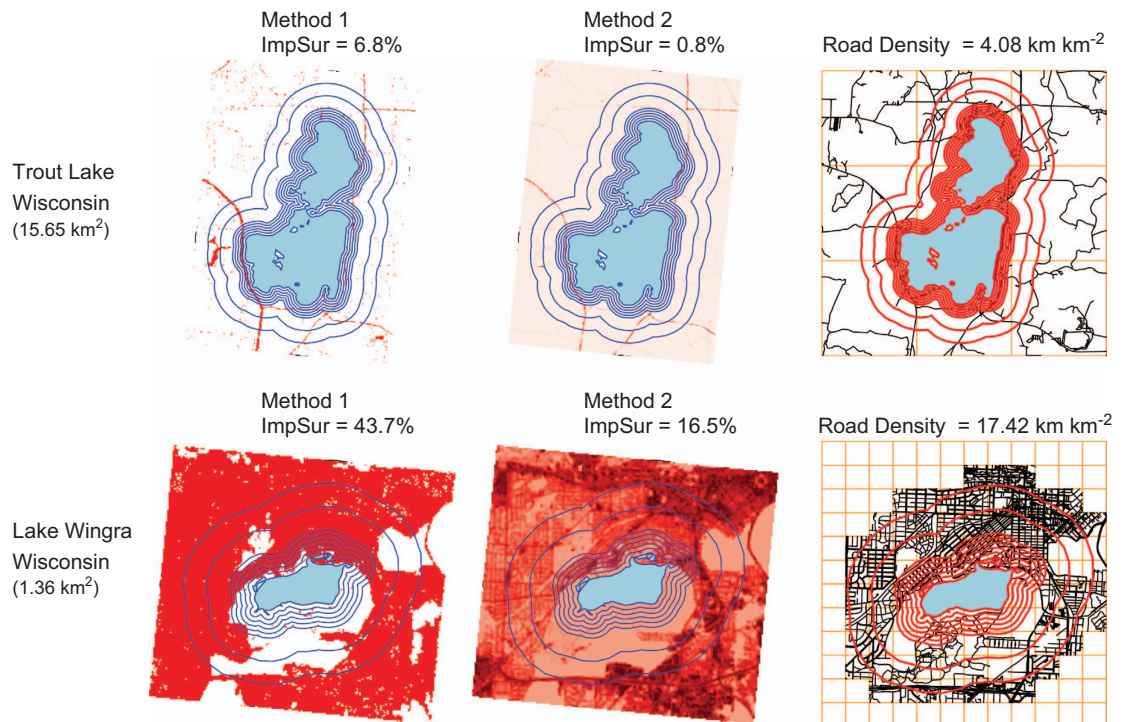 Method 1
ImpSur = 6.8%
Method 2
ImpSur = 0.8%
Road Density = 4.08 km km⁻²
Trout Lake
Wisconsin
(15.65 km²)
Method 1
ImpSur = 43.7%
Method 2
ImpSur = 16.5%
Road Density = 17.42 km km⁻²
Lake Wingra
Wisconsin
(1.36 km²)